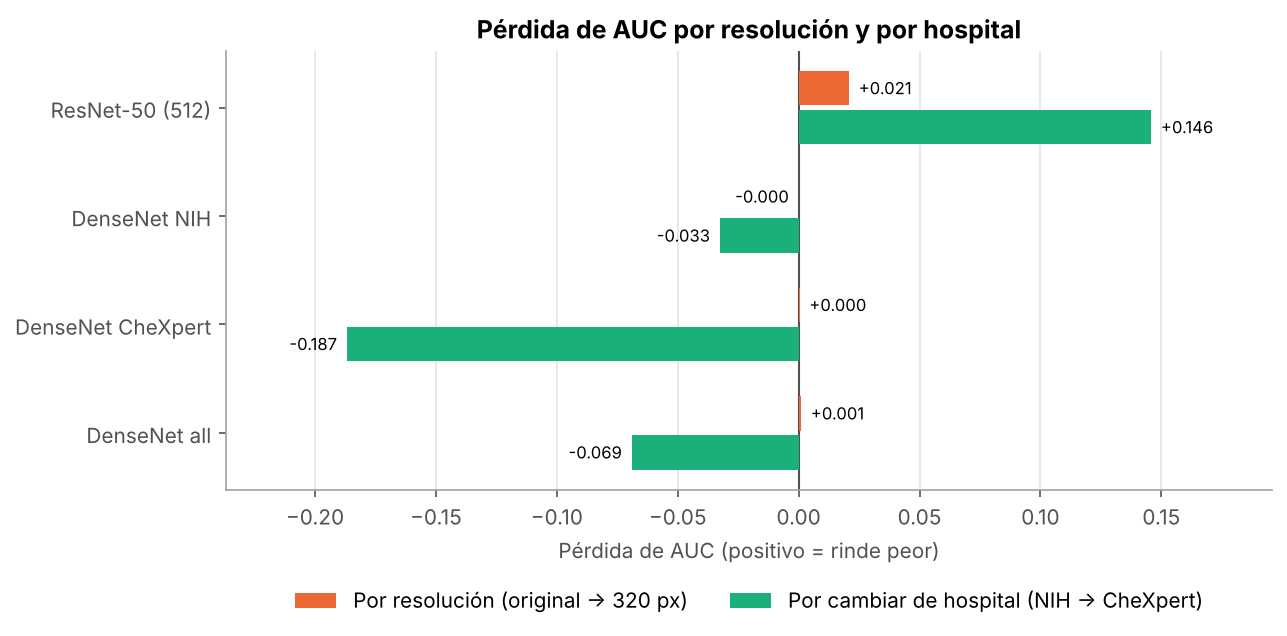 Pérdida de AUC por resolución y por hospital
ResNet-50 (512)
+0.021
+0.146
DenseNet NIH
-0.000
-0.033
DenseNet CheXpert
+0.000
-0.187
DenseNet all
+0.001
-0.069
−0.20 −0.15 −0.10 −0.05 0.00 0.05 0.10 0.15
Pérdida de AUC (positivo = rinde peor)
Por resolución (original → 320 px) Por cambiar de hospital (NIH → CheXpert)